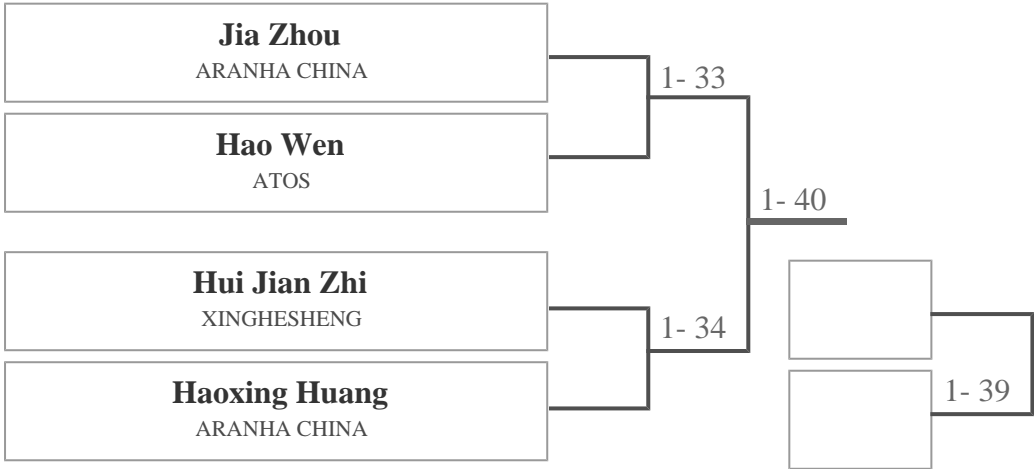 Jia Zhou
ARANHA CHINA
1- 33
Hao Wen
ATOS
1- 40
Hui Jian Zhi
XINGHESHENG
1- 34
Haoxing Huang
ARANHA CHINA
1- 39